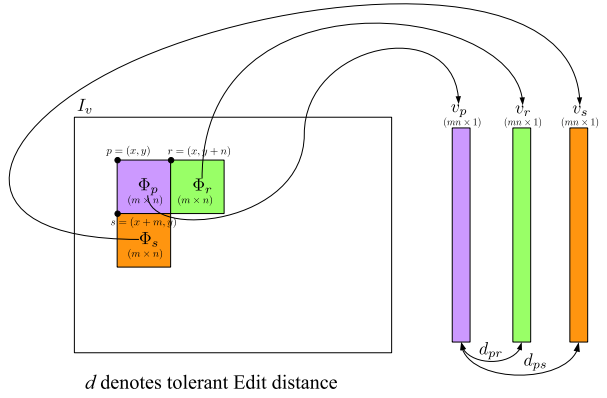 I_v
p = (x, y)
r = (x, y + n)
Φ_p
(m × n)
Φ_r
(m × n)
s = (x + m, y)
Φ_s
(m × n)
v_p
(mn × 1)
v_r
(mn × 1)
v_s
(mn × 1)
d_pr
d_ps
d denotes tolerant Edit distance